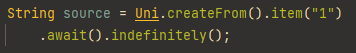 String source = Uni.createFrom().item("1")
.await().indefinitely();